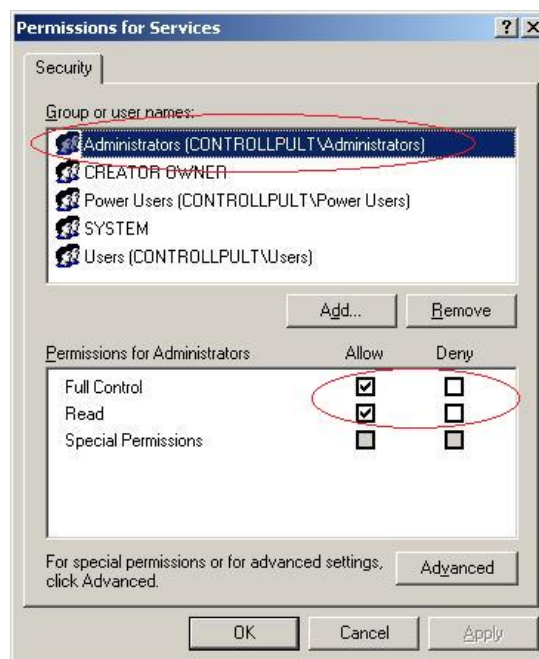 Permissions for Services
Security
Group or user names:
Administrators (CONTROLLPULT\Administrators)
CREATOR OWNER
Power Users (CONTROLLPULT\Power Users)
SYSTEM
Users (CONTROLLPULT\Users)
Add... Remove
Permissions for Administrators Allow Deny
Full Control
Read
Special Permissions
For special permissions or for advanced settings,
click Advanced.
Advanced
OK Cancel Apply